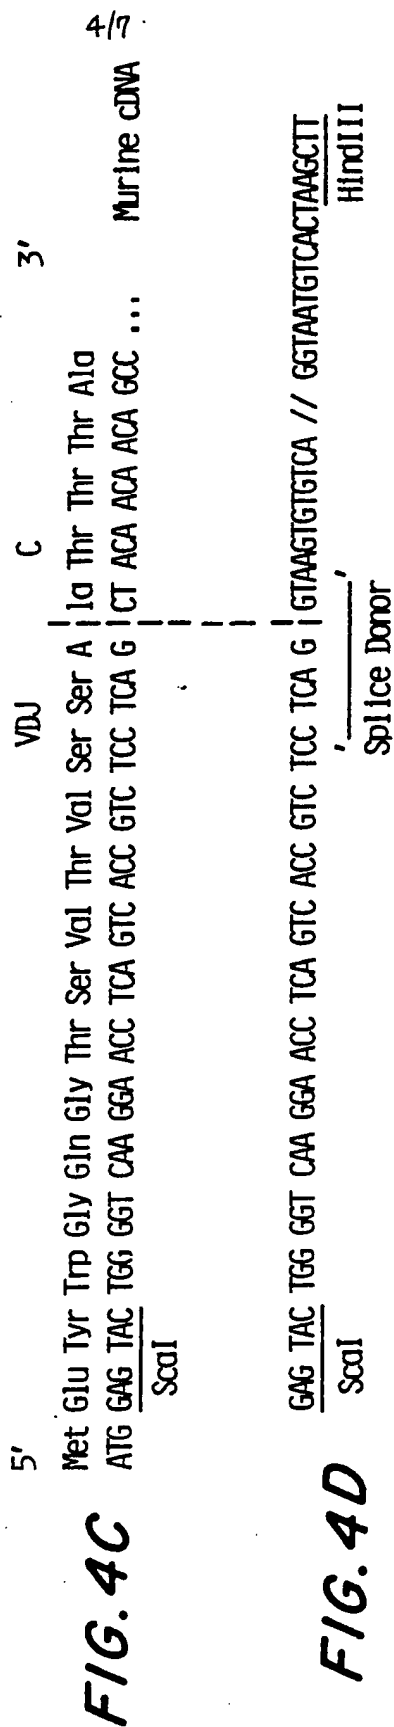 4/7
5' VDJ C 3'
Met Glu Tyr Trp Gly Gln Gly Thr Ser Val Thr Val Ser Ser A la Thr Thr Thr Ala
ATG GAG TAC TGG GGT CAA GGA ACC TCA GTC ACC GTC TCC TCA G CT ACA ACA ACA GCC ... Murine cDNA
ScaI
FIG. 4C
GAG TAC TGG GGT CAA GGA ACC TCA GTC ACC GTC TCC TCA G GTAAGTGTGTCA // GGTAATGTCACTAAGCTT
ScaI ' ' HindIII
Splice Donor
FIG. 4D